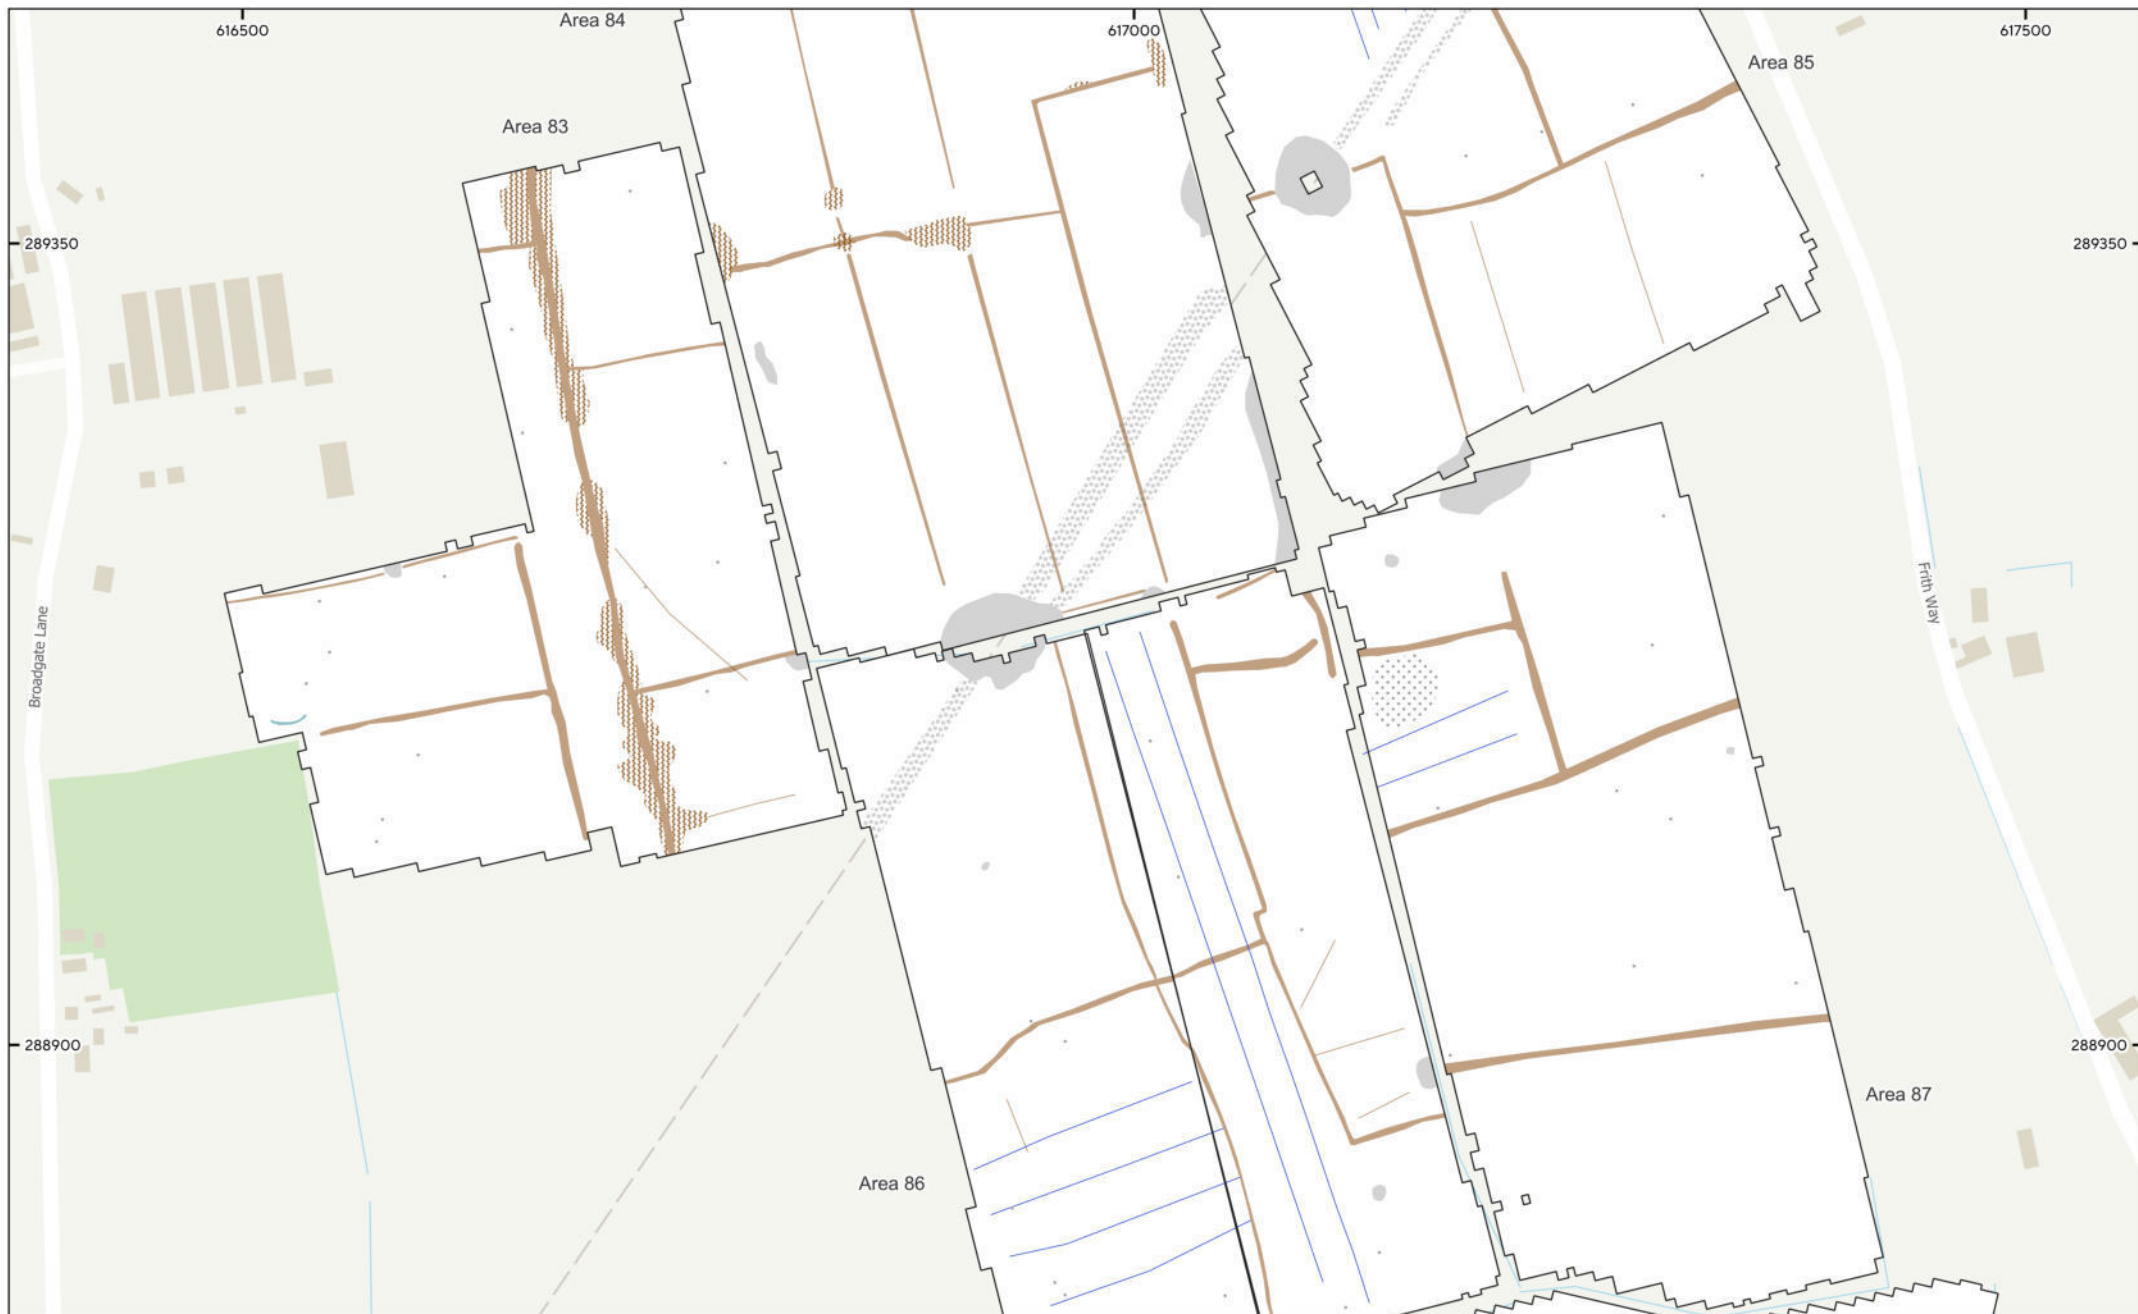 Area 84
616500
617000
617500
Area 85
Area 83
289350
289350
Frith Way
Broadgate Lane
288900
288900
Area 87
Area 86